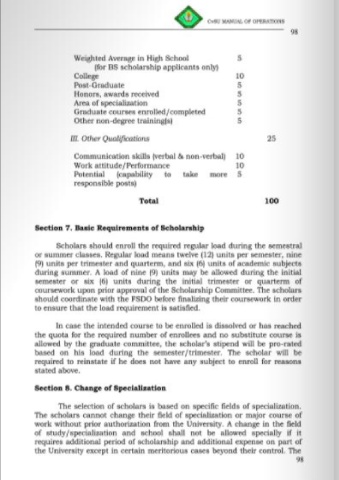 CvSU MANUAL OF OPERATIONS
98
Weighted Average in High School 5
(for BS scholarship applicants only)
College 10
Post-Graduate 5
Honors, awards received 5
Area of specialization 5
Graduate courses enrolled/completed 5
Other non-degree training(s) 5
III. Other Qualifications 25
Communication skills (verbal & non-verbal) 10
Work attitude/Performance 10
Potential (capability to take more 5
responsible posts)
Total 100
Section 7. Basic Requirements of Scholarship
Scholars should enroll the required regular load during the semestral
or summer classes. Regular load means twelve (12) units per semester, nine
(9) units per trimester and quarterm, and six (6) units of academic subjects
during summer. A load of nine (9) units may be allowed during the initial
semester or six (6) units during the initial trimester or quarterm of
coursework upon prior approval of the Scholarship Committee. The scholars
should coordinate with the FSDO before finalizing their coursework in order
to ensure that the load requirement is satisfied.
In case the intended course to be enrolled is dissolved or has reached
the quota for the required number of enrollees and no substitute course is
allowed by the graduate committee, the scholar's stipend will be pro-rated
based on his load during the semester/trimester. The scholar will be
required to reinstate if he does not have any subject to enroll for reasons
stated above.
Section 8. Change of Specialization
The selection of scholars is based on specific fields of specialization.
The scholars cannot change their field of specialization or major course of
work without prior authorization from the University. A change in the field
of study/specialization and school shall not be allowed specially if it
requires additional period of scholarship and additional expense on part of
the University except in certain meritorious cases beyond their control. The
98